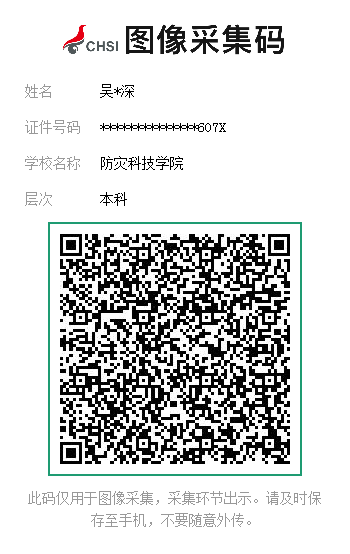 CHSI 图像采集码
姓名 吴*深
证件号码 **************607X
学校名称 防灾科技学院
层次 本科
此码仅用于图像采集，采集环节出示。请及时保
存至手机，不要随意外传。